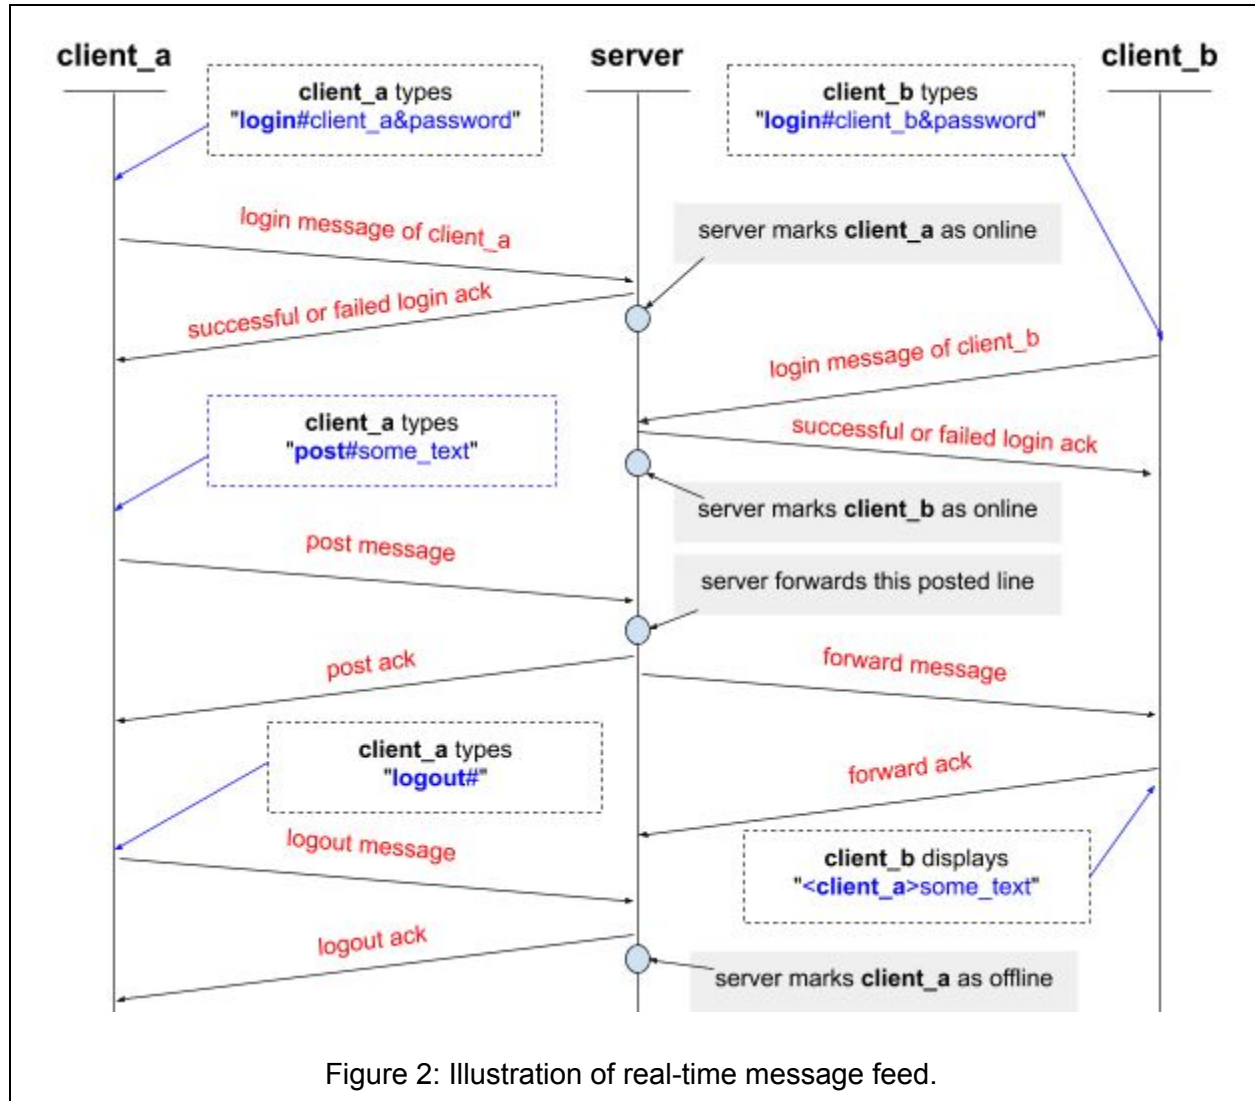 client_a
server
client_b
client_a types
"login#client_a&password"
client_b types
"login#client_b&password"
login message of client_a
server marks client_a as online
successful or failed login ack
login message of client_b
client_a types
"post#some_text"
successful or failed login ack
server marks client_b as online
post message
server forwards this posted line
post ack
forward message
client_a types
"logout#"
forward ack
logout message
client_b displays
"<client_a>some_text"
logout ack
server marks client_a as offline
Figure 2: Illustration of real-time message feed.